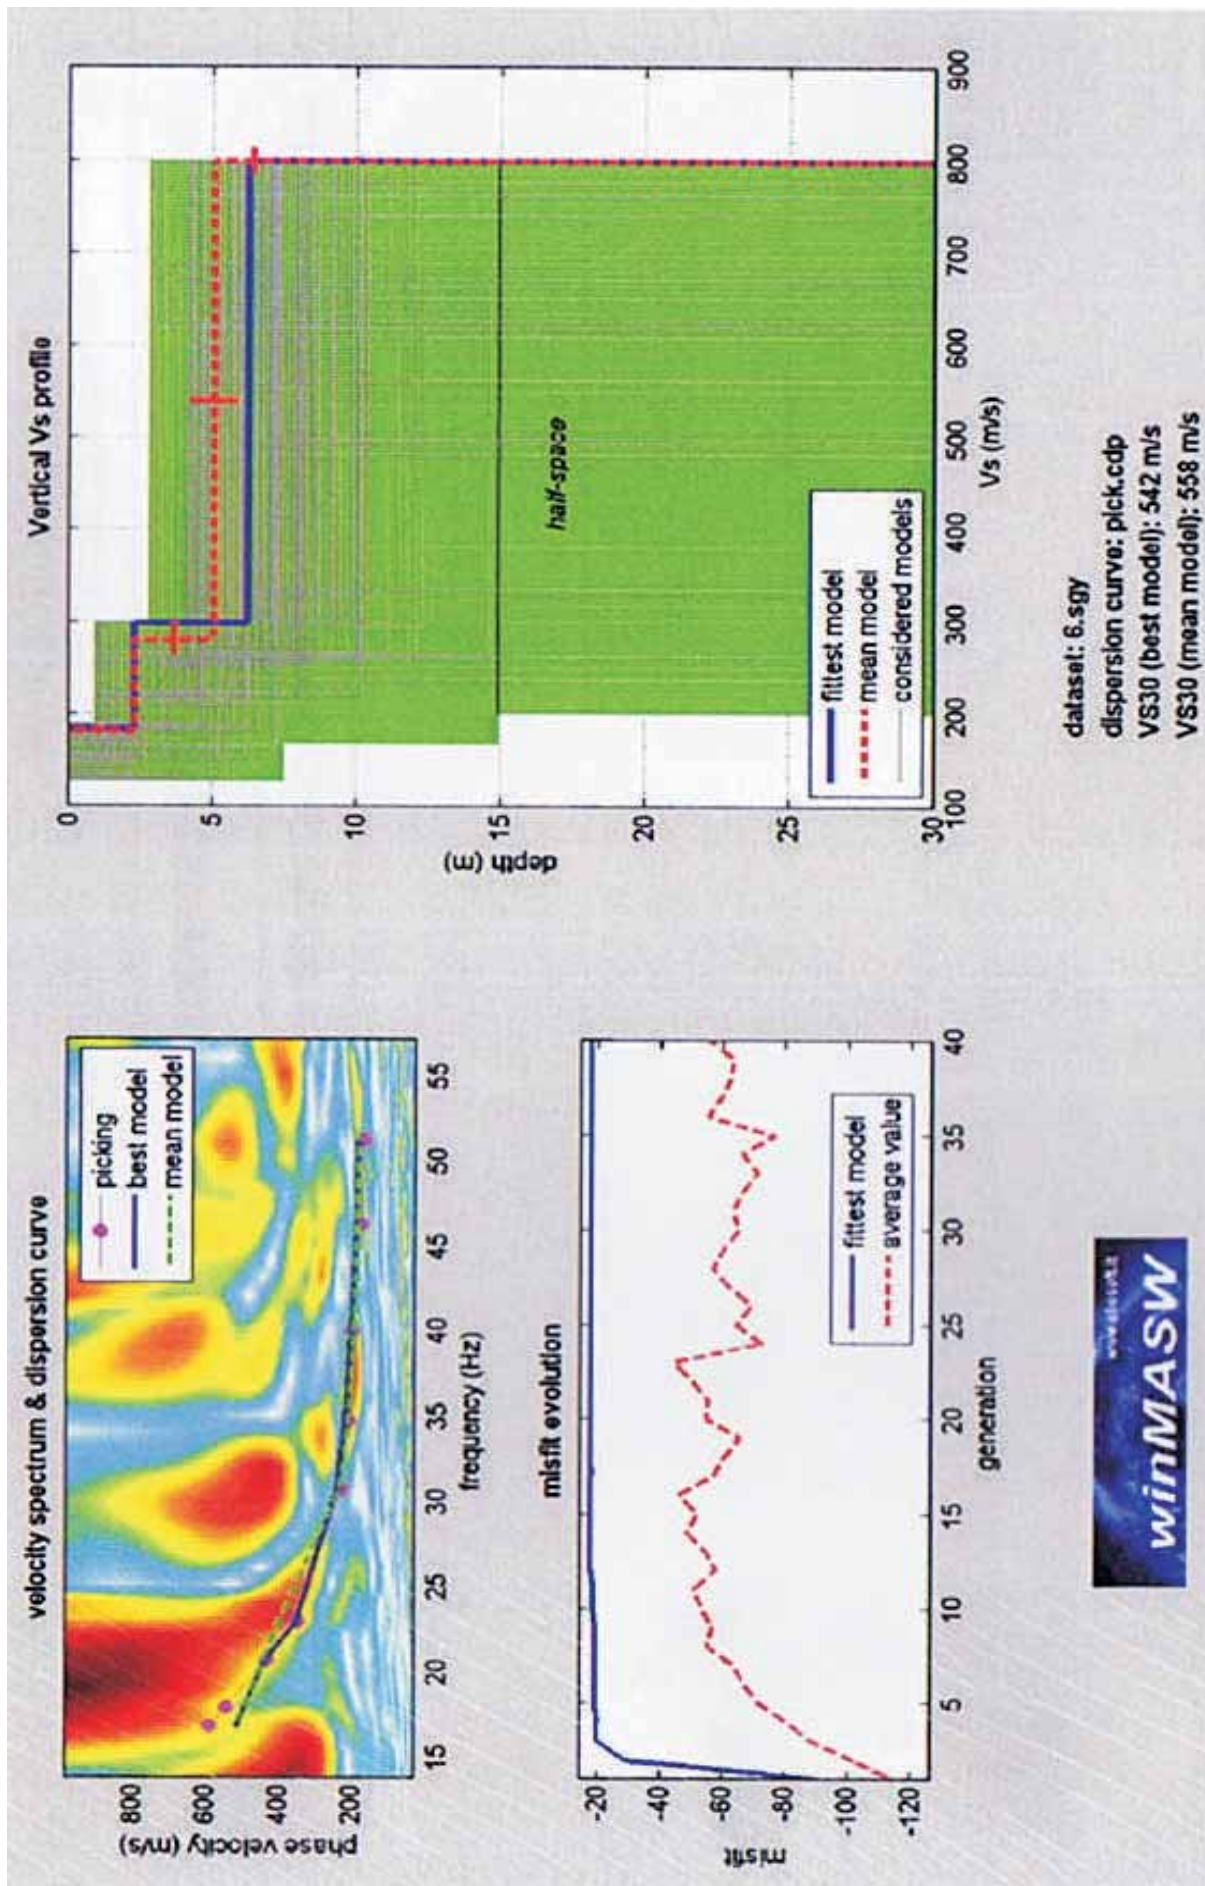 velocity spectrum & dispersion curve
800
600
400
200
phase velocity (m/s)
picking
best model
mean model
15
20
25
30
35
40
45
50
55
frequency (Hz)
misfit evolution
-20
-40
-60
-80
-100
-120
misfit
fittest model
average value
5
10
15
20
25
30
35
40
generation
winMASW
Vertical Vs profile
0
5
10
15
20
25
30
depth (m)
half-space
fittest model
mean model
considered models
100
200
300
400
500
600
700
800
900
Vs (m/s)
dataset: 6.sgy
dispersion curve: pick.cdp
VS30 (best model): 542 m/s
VS30 (mean model): 558 m/s